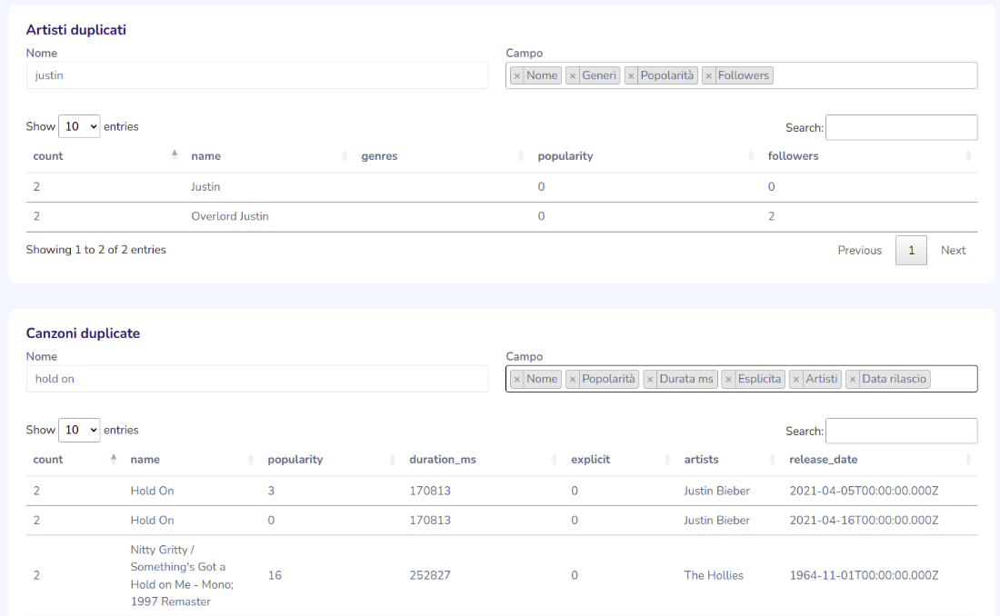 Artisti duplicati
Nome Campo
justin × Nome × Generi × Popolarità × Followers
Show 10 entries Search:
count name genres popularity followers
2 Justin 0 0
2 Overlord Justin 0 2
Showing 1 to 2 of 2 entries Previous 1 Next
Canzoni duplicate
Nome Campo
hold on × Nome × Popolarità × Durata ms × Esplicita × Artisti × Data rilascio
Show 10 entries Search:
count name popularity duration_ms explicit artists release_date
2 Hold On 3 170813 0 Justin Bieber 2021-04-05T00:00:00.000Z
2 Hold On 0 170813 0 Justin Bieber 2021-04-16T00:00:00.000Z
Nitty Gritty /
Something's Got a
2 16 252827 0 The Hollies 1964-11-01T00:00:00.000Z
Hold on Me - Mono;
1997 Remaster